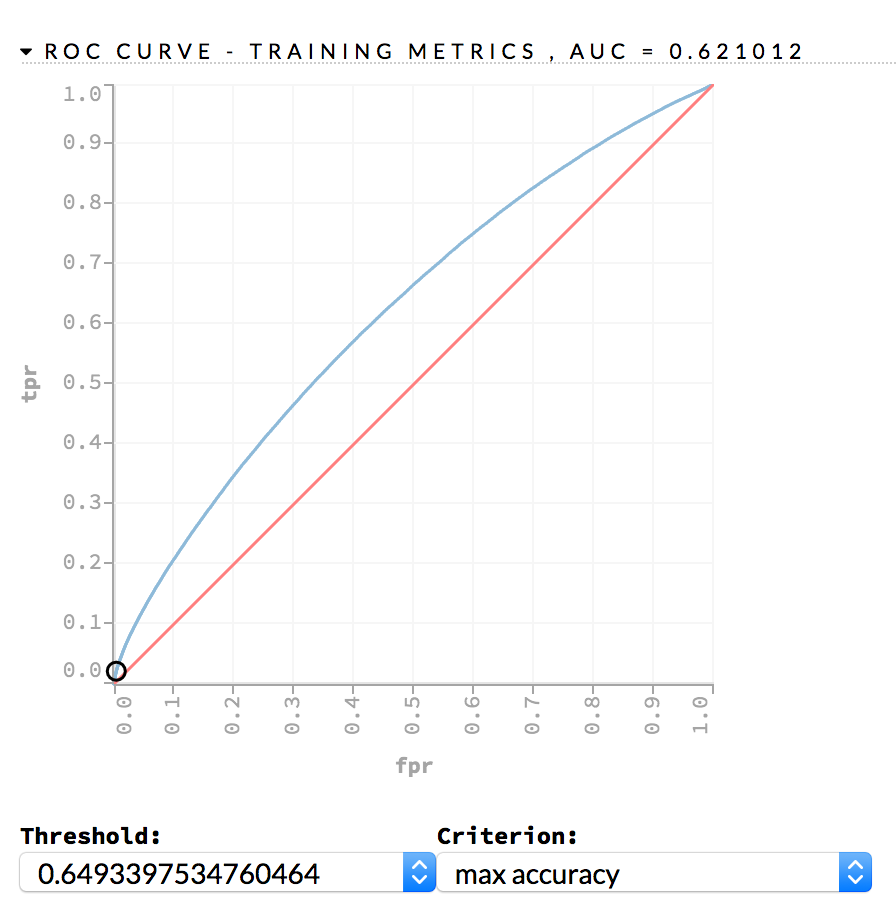 ROC CURVE - TRAINING METRICS , AUC = 0.621012
1.0
0.9
0.8
0.7
0.6
0.5
0.4
0.3
0.2
0.1
0.0
tpr
0.0 0.1 0.2 0.3 0.4 0.5 0.6 0.7 0.8 0.9 1.0
fpr
Threshold: Criterion:
0.6493397534760464 max accuracy